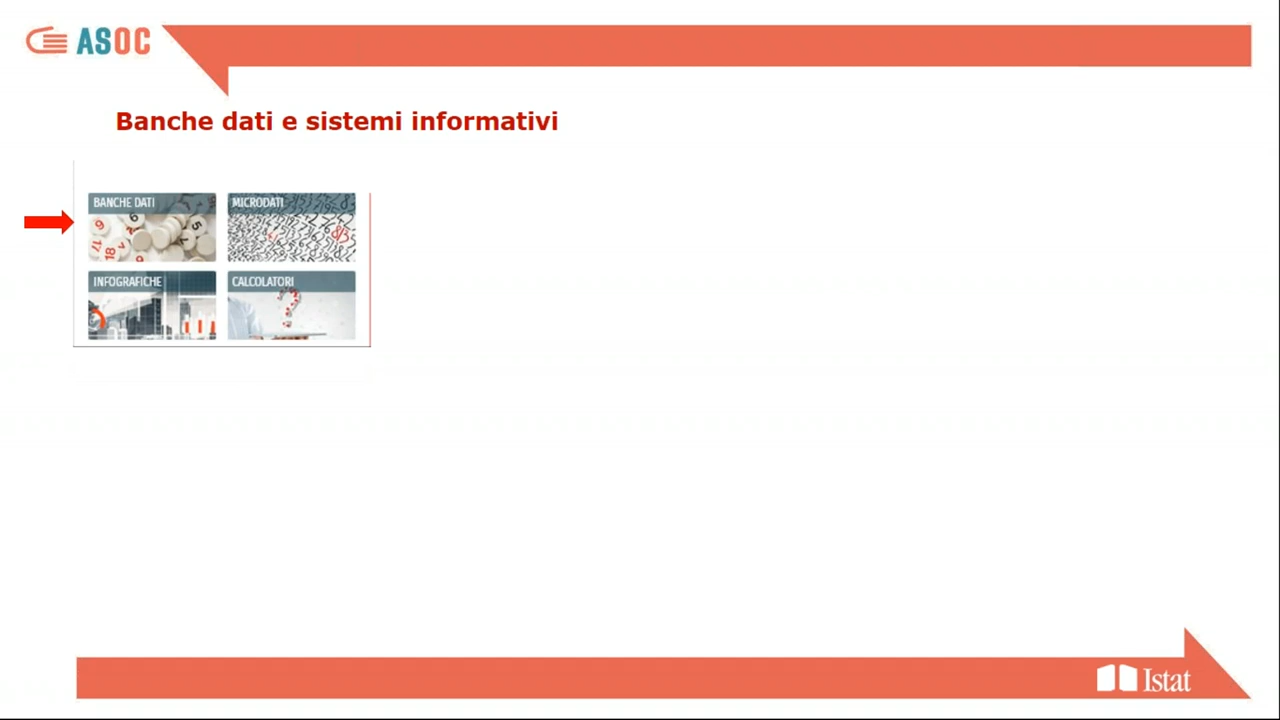 ASOC
Banche dati e sistemi informativi
BANCHE DATI
MICRODATI
INFOGRAFICHE
CALCOLATORI
Istat